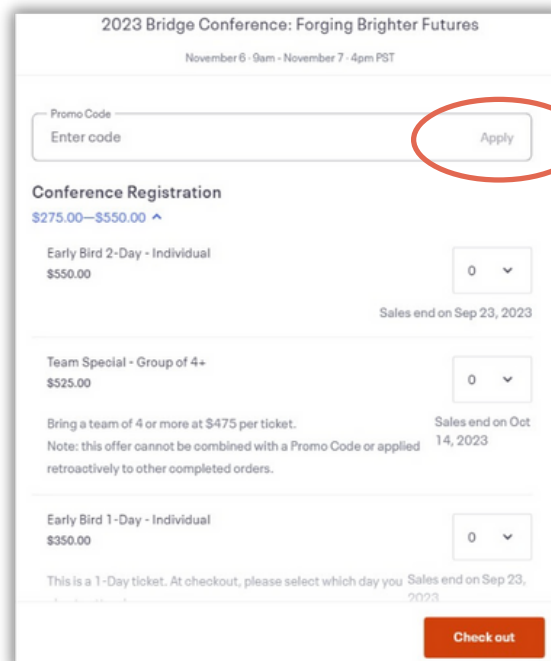 2023 Bridge Conference: Forging Brighter Futures
November 6 · 9am - November 7 · 4pm PST
Promo Code
Enter code
Apply
Conference Registration
$275.00—$550.00
Early Bird 2-Day - Individual
$550.00
0
Sales end on Sep 23, 2023
Team Special - Group of 4+
$525.00
0
Bring a team of 4 or more at $475 per ticket.
Note: this offer cannot be combined with a Promo Code or applied
retroactively to other completed orders.
Sales end on Oct
14, 2023
Early Bird 1-Day - Individual
$350.00
0
This is a 1-Day ticket. At checkout, please select which day you
Sales end on Sep 23,
2023
Check out